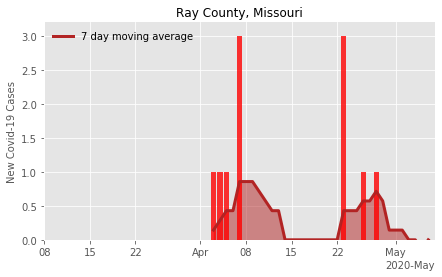 Ray County, Missouri
7 day moving average
New Covid-19 Cases
3.0
2.5
2.0
1.5
1.0
0.5
0.0
08 15 22 Apr 08 15 22 May
2020-May